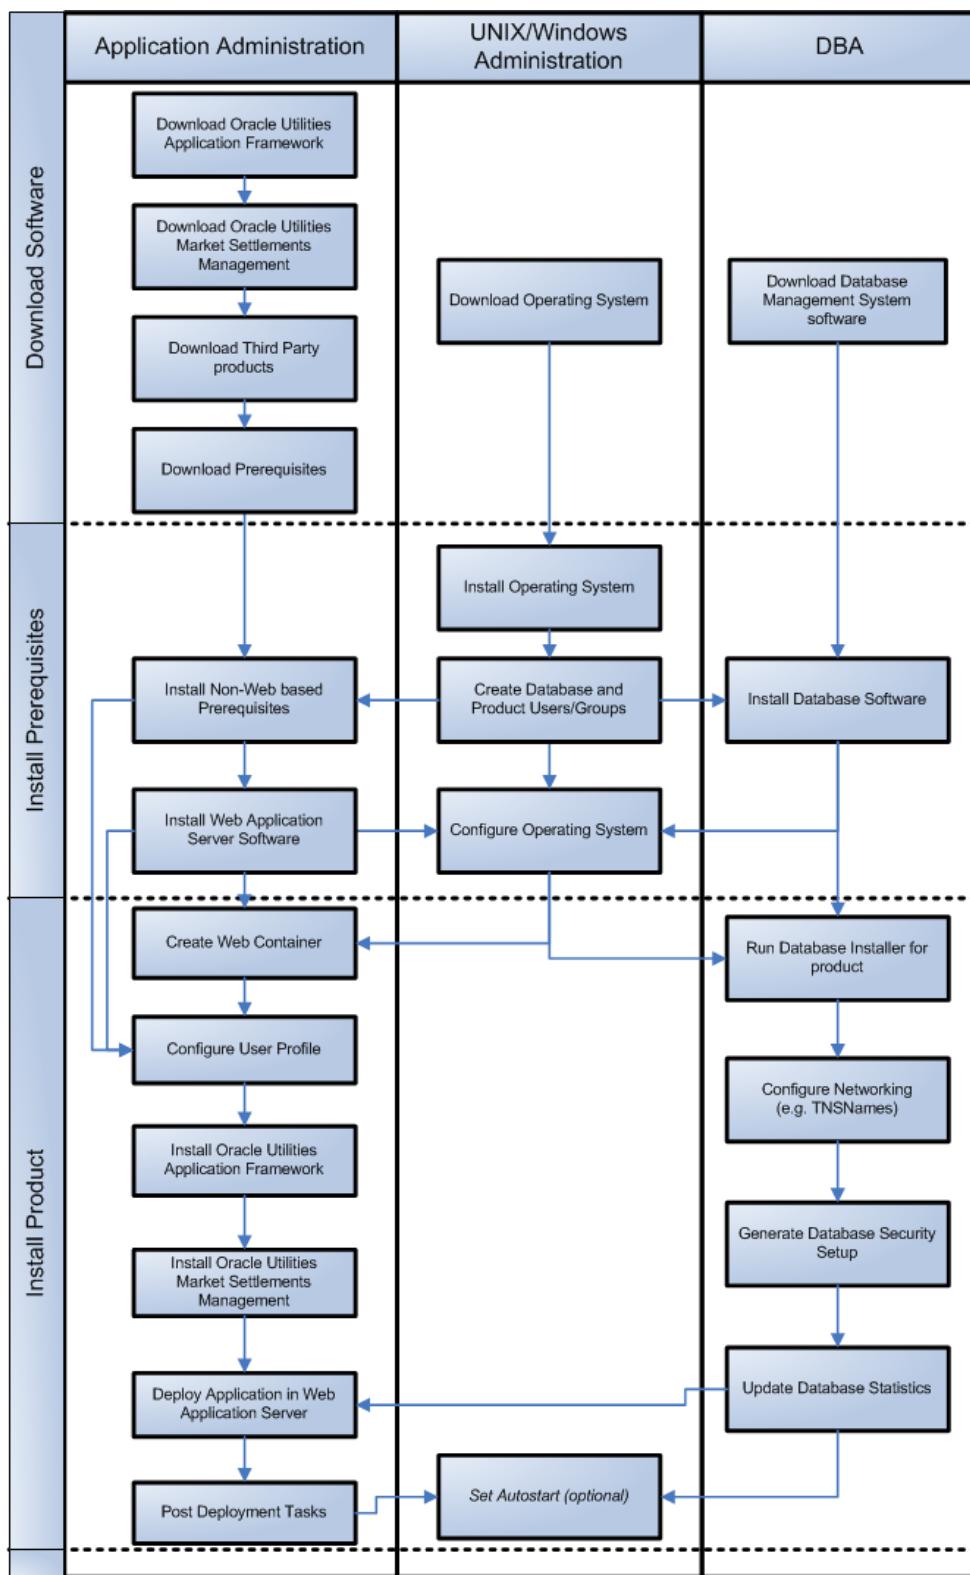 Application Administration
UNIX/Windows
Administration
DBA
Download Software
Download Oracle Utilities
Application Framework
Download Oracle Utilities
Market Settlements
Management
Download Third Party
products
Download Prerequisites
Download Operating System
Download Database
Management System
software
Install Prerequisites
Install Operating System
Install Non-Web based
Prerequisites
Create Database and
Product Users/Groups
Install Database Software
Install Web Application
Server Software
Configure Operating System
Install Product
Create Web Container
Run Database Installer for
product
Configure User Profile
Configure Networking
(e.g. TNSNames)
Install Oracle Utilities
Application Framework
Generate Database Security
Setup
Install Oracle Utilities
Market Settlements
Management
Deploy Application in Web
Application Server
Update Database Statistics
Post Deployment Tasks
Set Autostart (optional)